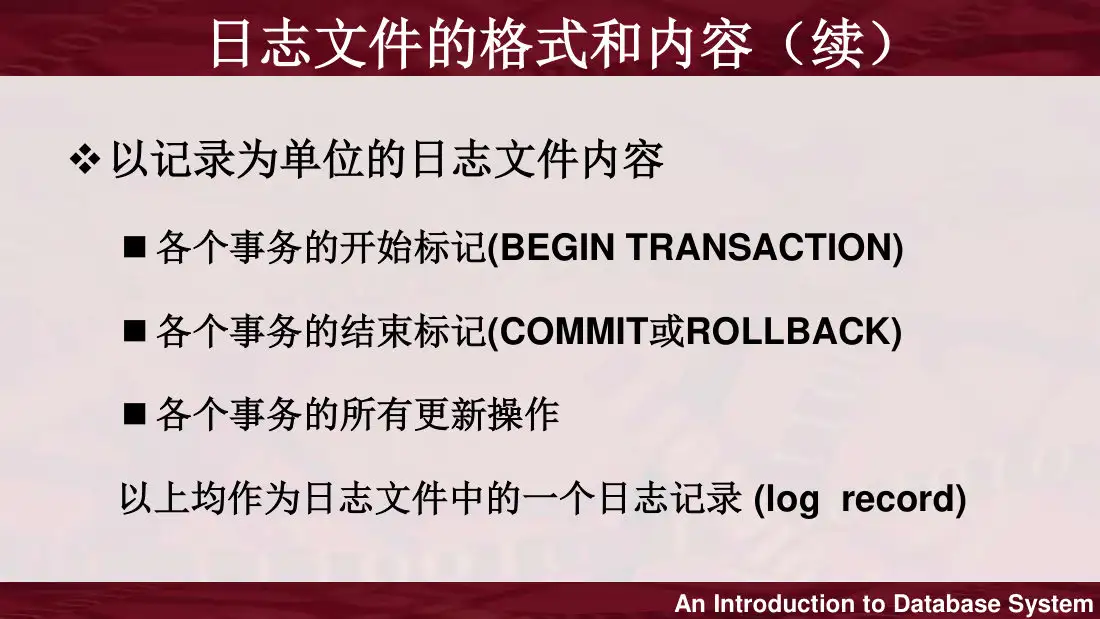 日志文件的格式和内容（续）
❖以记录为单位的日志文件内容
■ 各个事务的开始标记(BEGIN TRANSACTION)
■ 各个事务的结束标记(COMMIT或ROLLBACK)
■ 各个事务的所有更新操作
以上均作为日志文件中的一个日志记录 (log record)
An Introduction to Database System